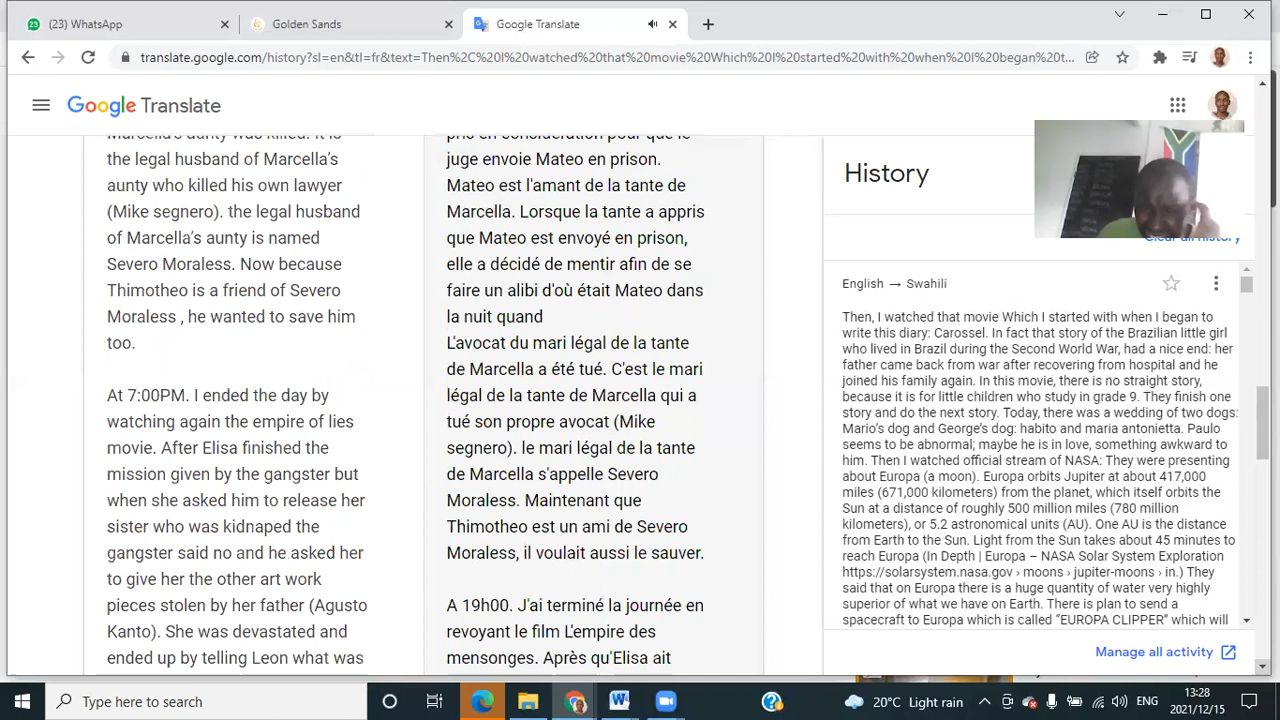 (23) WhatsApp
Golden Sands
Google Translate
translate.google.com/history?sl=en&tl=fr&text=Then%2C%20I%20watched%20that%20movie%20Which%20I%20started%20with%20when%20I%20began%20t...
Google Translate
Marcella's aunty was killed. It is
the legal husband of Marcella's
aunty who killed his own lawyer
(Mike segnero). the legal husband
of Marcella's aunty is named
Severo Moraless. Now because
Thimotheo is a friend of Severo
Moraless , he wanted to save him
too.
At 7:00PM. I ended the day by
watching again the empire of lies
movie. After Elisa finished the
mission given by the gangster but
when she asked him to release her
sister who was kidnaped the
gangster said no and he asked her
to give her the other art work
pieces stolen by her father (Agusto
Kanto). She was devastated and
ended up by telling Leon what was
pris en considération pour que le
juge envoie Mateo en prison.
Mateo est l'amant de la tante de
Marcella. Lorsque la tante a appris
que Mateo est envoyé en prison,
elle a décidé de mentir afin de se
faire un alibi d'où était Mateo dans
la nuit quand
L'avocat du mari légal de la tante
de Marcella a été tué. C'est le mari
légal de la tante de Marcella qui a
tué son propre avocat (Mike
segnero). le mari légal de la tante
de Marcella s'appelle Severo
Moraless. Maintenant que
Thimotheo est un ami de Severo
Moraless, il voulait aussi le sauver.
A 19h00. J'ai terminé la journée en
revoyant le film L'empire des
mensonges. Après qu'Elisa ait
History
Clear all history
English → Swahili
Then, I watched that movie Which I started with when I began to
write this diary: Carossel. In fact that story of the Brazilian little girl
who lived in Brazil during the Second World War, had a nice end: her
father came back from war after recovering from hospital and he
joined his family again. In this movie, there is no straight story,
because it is for little children who study in grade 9. They finish one
story and do the next story. Today, there was a wedding of two dogs:
Mario's dog and George's dog: habito and maria antonietta. Paulo
seems to be abnormal; maybe he is in love, something awkward to
him. Then I watched official stream of NASA: They were presenting
about Europa (a moon). Europa orbits Jupiter at about 417,000
miles (671,000 kilometers) from the planet, which itself orbits the
Sun at a distance of roughly 500 million miles (780 million
kilometers), or 5.2 astronomical units (AU). One AU is the distance
from Earth to the Sun. Light from the Sun takes about 45 minutes to
reach Europa (In Depth | Europa – NASA Solar System Exploration
https://solarsystem.nasa.gov › moons › jupiter-moons › in.) They
said that on Europa there is a huge quantity of water very highly
superior of what we have on Earth. There is plan to send a
spacecraft to Europa which is called “EUROPA CLIPPER” which will
Manage all activity
Type here to search
20°C Light rain
ENG
13:28
2021/12/15